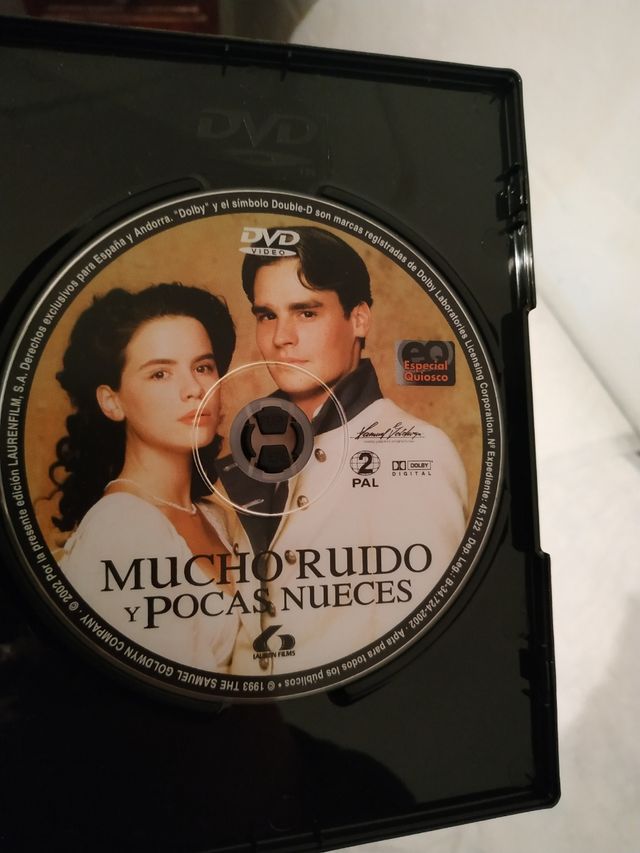 DVD
DVD
VIDEO
eQ
Especial
Quiosco
2
PAL
DOLBY
DIGITAL
MUCHO RUIDO
Y POCAS NUECES
LAUREN FILMS
© 1993 THE SAMUEL GOLDWYN COMPANY · © 2002 Por la presente edición LAURENFILM, S.A. Derechos exclusivos para España y Andorra. "Dolby" y el símbolo Double-D son marcas registradas de Dolby Laboratories Licensing Corporation. Nº Expediente: 45.122 · Dep. Leg.: B-34.724-2002 · Apta para todos los públicos ·